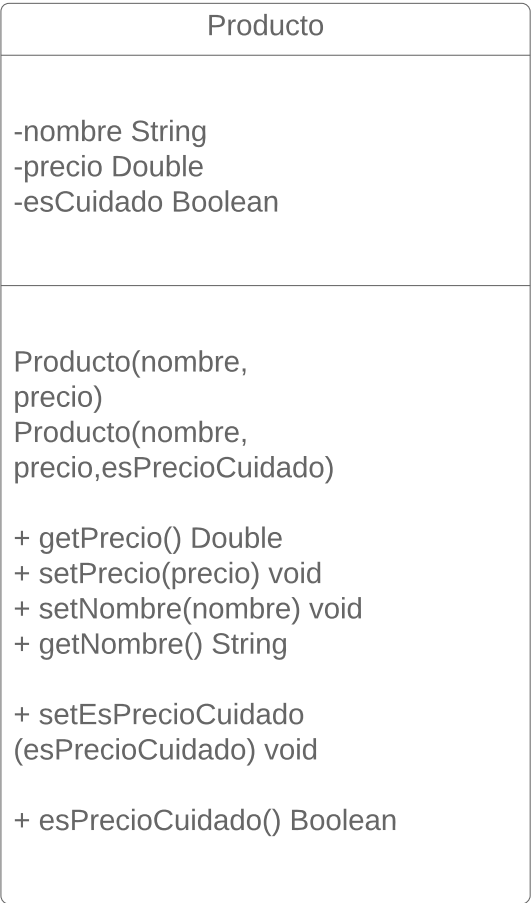 Producto
-nombre String
-precio Double
-esCuidado Boolean
Producto(nombre,
precio)
Producto(nombre,
precio,esPrecioCuidado)
+ getPrecio() Double
+ setPrecio(precio) void
+ setNombre(nombre) void
+ getNombre() String
+ setEsPrecioCuidado
(esPrecioCuidado) void
+ esPrecioCuidado() Boolean